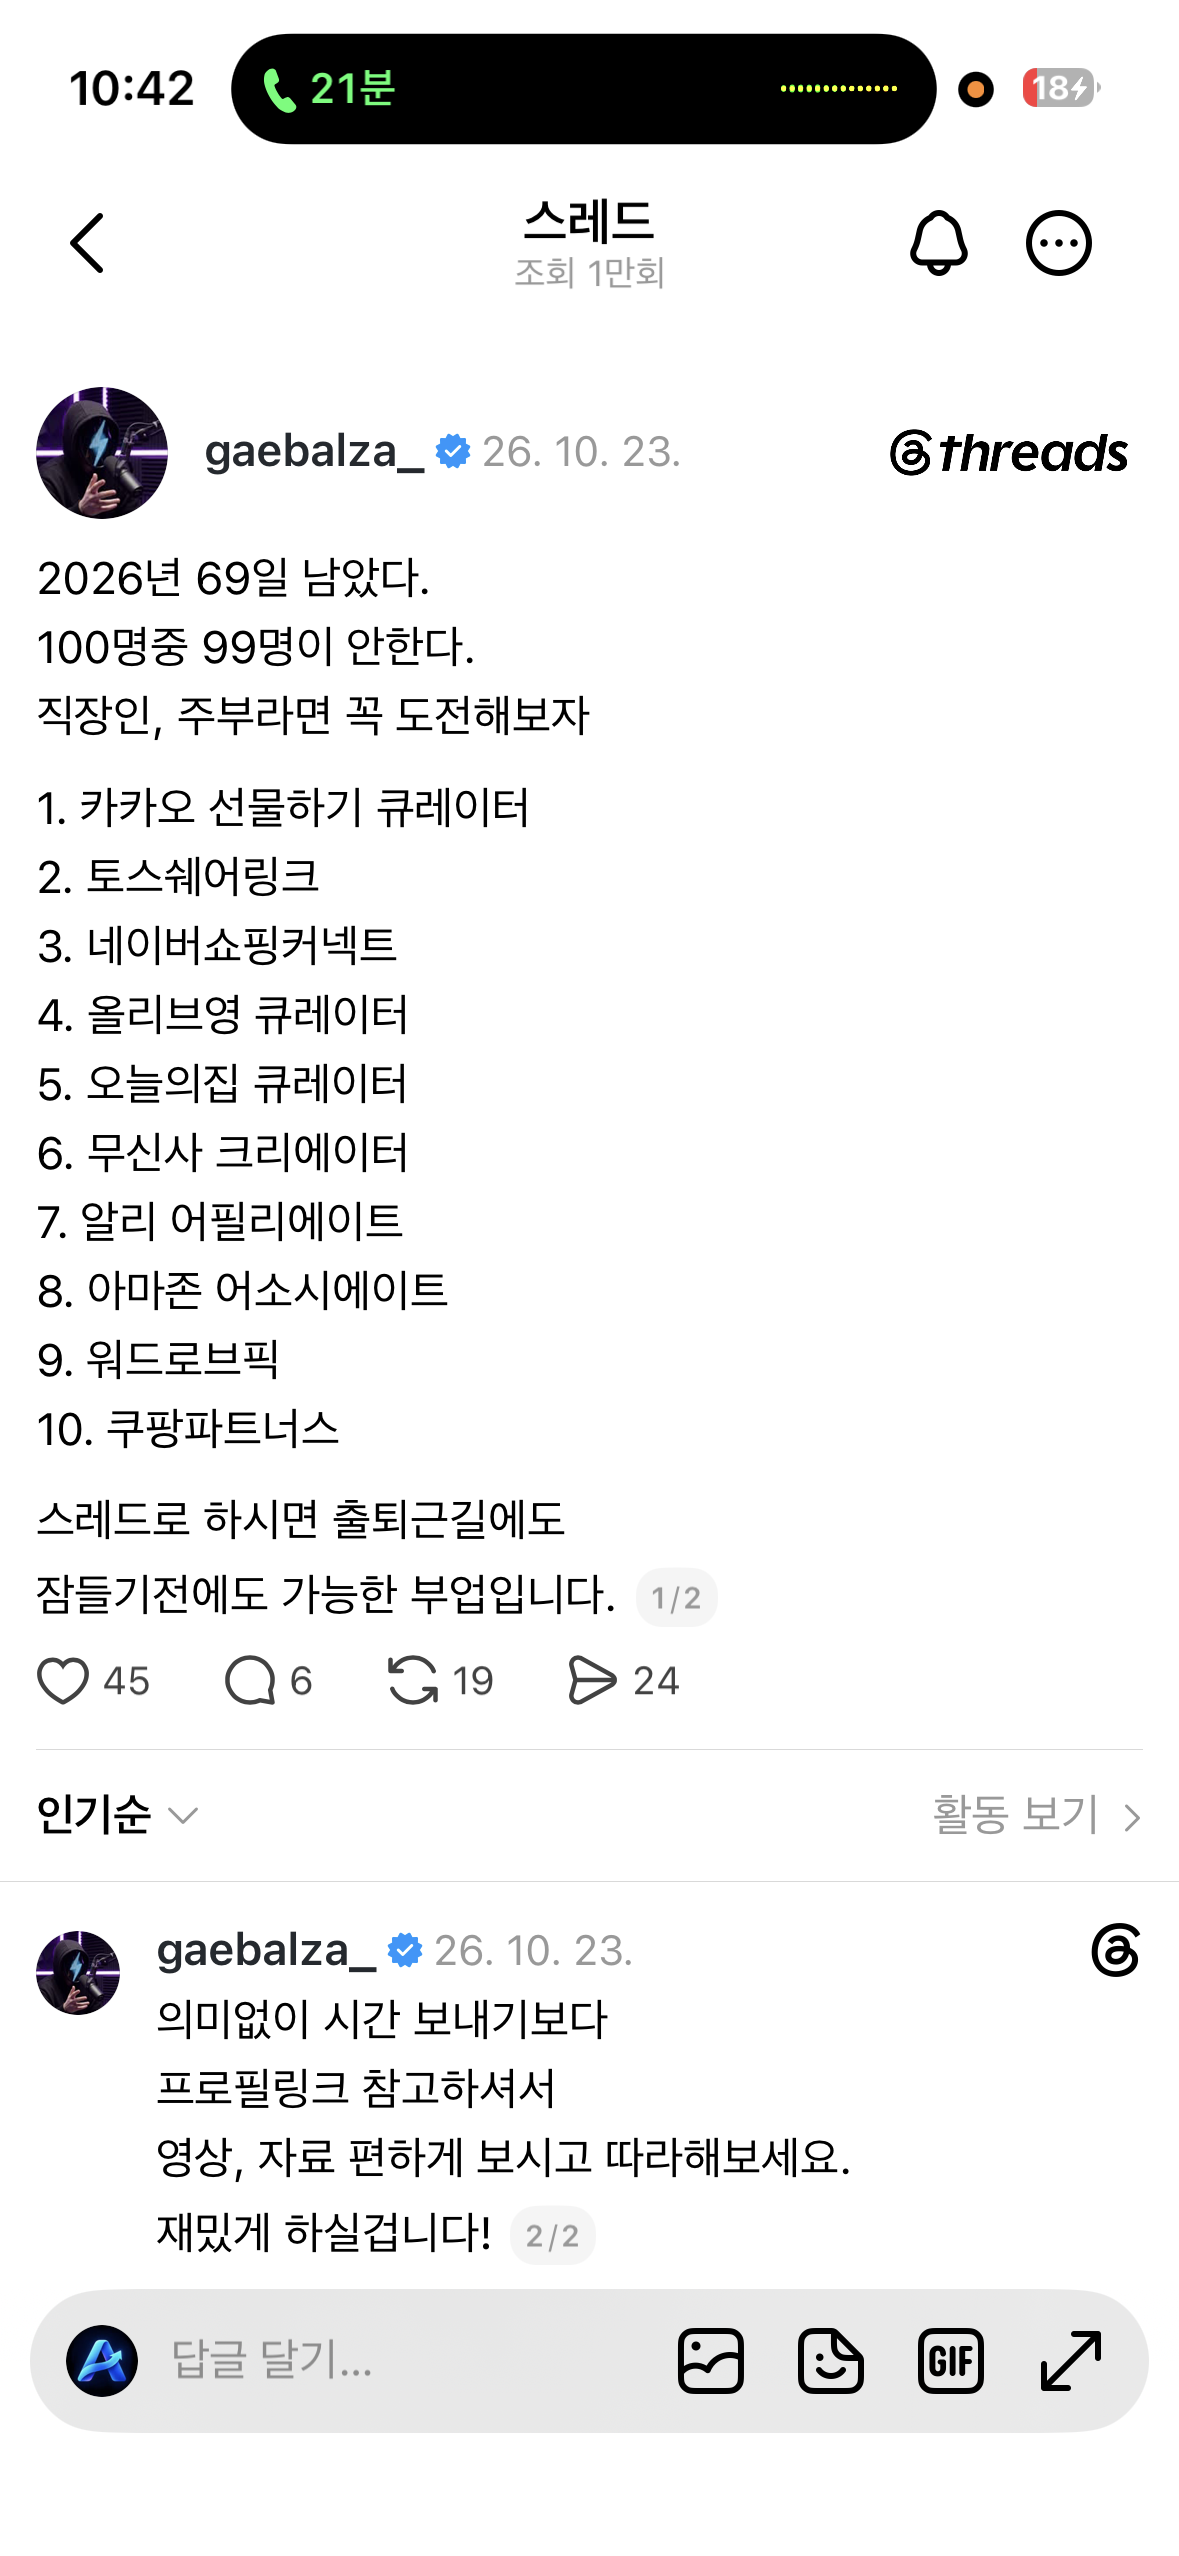 10:42
21분
18
스레드
조회 1만회
gaebalza_ 26. 10. 23.
threads
2026년 69일 남았다.
100명중 99명이 안한다.
직장인, 주부라면 꼭 도전해보자
1. 카카오 선물하기 큐레이터
2. 토스쉐어링크
3. 네이버쇼핑커넥트
4. 올리브영 큐레이터
5. 오늘의집 큐레이터
6. 무신사 크리에이터
7. 알리 어필리에이트
8. 아마존 어소시에이트
9. 워드로브픽
10. 쿠팡파트너스
스레드로 하시면 출퇴근길에도
잠들기전에도 가능한 부업입니다. 1/2
45 6 19 24
인기순
활동 보기
gaebalza_ 26. 10. 23.
의미없이 시간 보내기보다
프로필링크 참고하셔서
영상, 자료 편하게 보시고 따라해보세요.
재밌게 하실겁니다! 2/2
답글 달기...
GIF